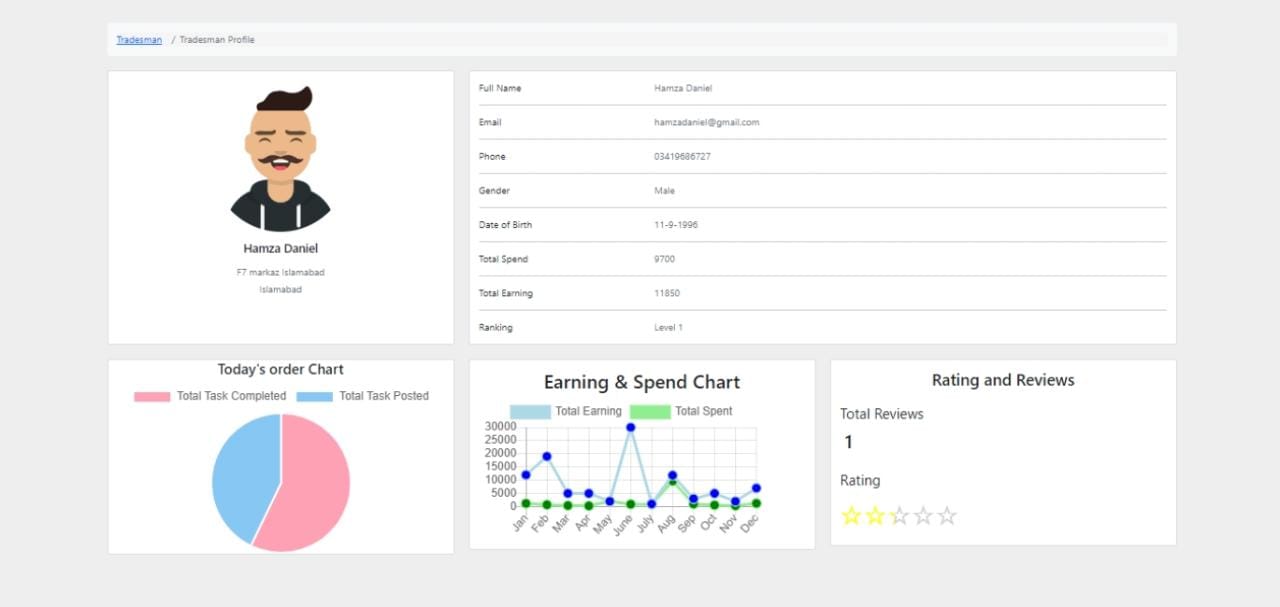 Tradesman / Tradesman Profile
Hamza Daniel
F7 markaz Islamabad
Islamabad
Full Name Hamza Daniel
Email hamzadaniel@gmail.com
Phone 03419686727
Gender Male
Date of Birth 11-9-1996
Total Spend 9700
Total Earning 11850
Ranking Level 1
Today's order Chart
Total Task Completed Total Task Posted
Earning & Spend Chart
Total Earning Total Spent
30000
25000
20000
15000
10000
5000
0
Jan Feb Mar Apr May June July Aug Sep Oct Nov Dec
Rating and Reviews
Total Reviews
1
Rating